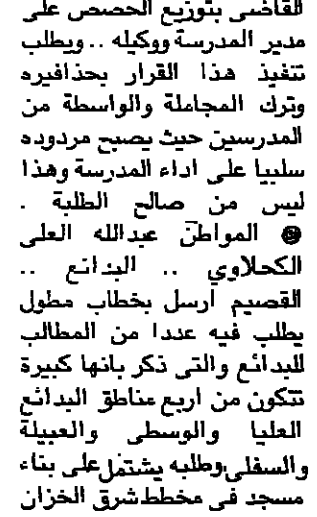 القاضى بتوزيع الحصص على
مدير المدرسة ووكيله .. ويطلب
تنفيذ هذا القرار بحذافيره
وترك المجاملة والواسطة من
المدرسين حيث يصبح مردوده
سلبيا على اداء المدرسة وهذا
ليس من صالح الطلبة .
المواطن عبدالله العلى
الكحلاوي .. البدائع ..
القصيم ارسل بخطاب مطول
يطلب فيه عددا من المطالب
للبدائع والتى ذكر بانها كبيرة
تتكون من اربع مناطق البدائع
العليا والوسطى والعبيلة
والسفلى وطلبه يشتمل على بناء
مسجد فى مخطط شرق الخزان